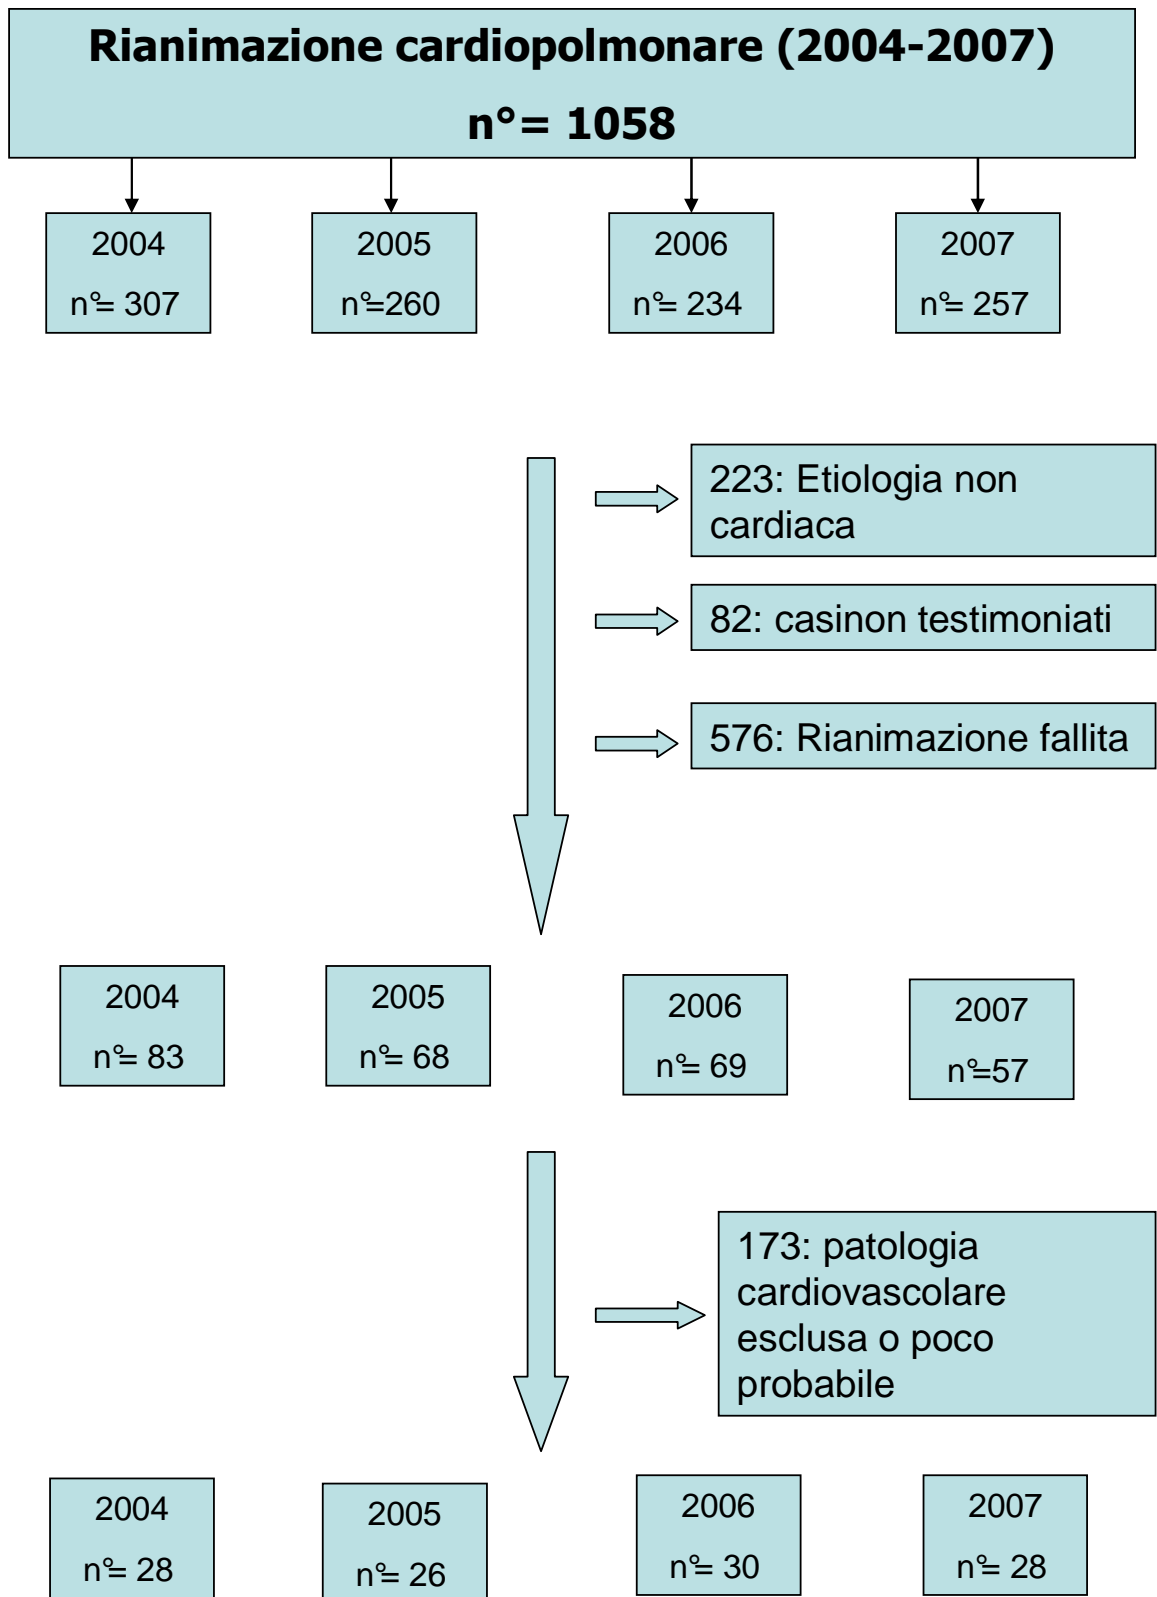 Rianimazione cardiopolmonare (2004-2007)
n°= 1058
2004
n°= 307
2005
n°=260
2006
n°= 234
2007
n°= 257
223: Etiologia non
cardiaca
82: casinon testimoniati
576: Rianimazione fallita
2004
n°= 83
2005
n°= 68
2006
n°= 69
2007
n°=57
173: patologia
cardiovascolare
esclusa o poco
probabile
2004
n°= 28
2005
n°= 26
2006
n°= 30
2007
n°= 28